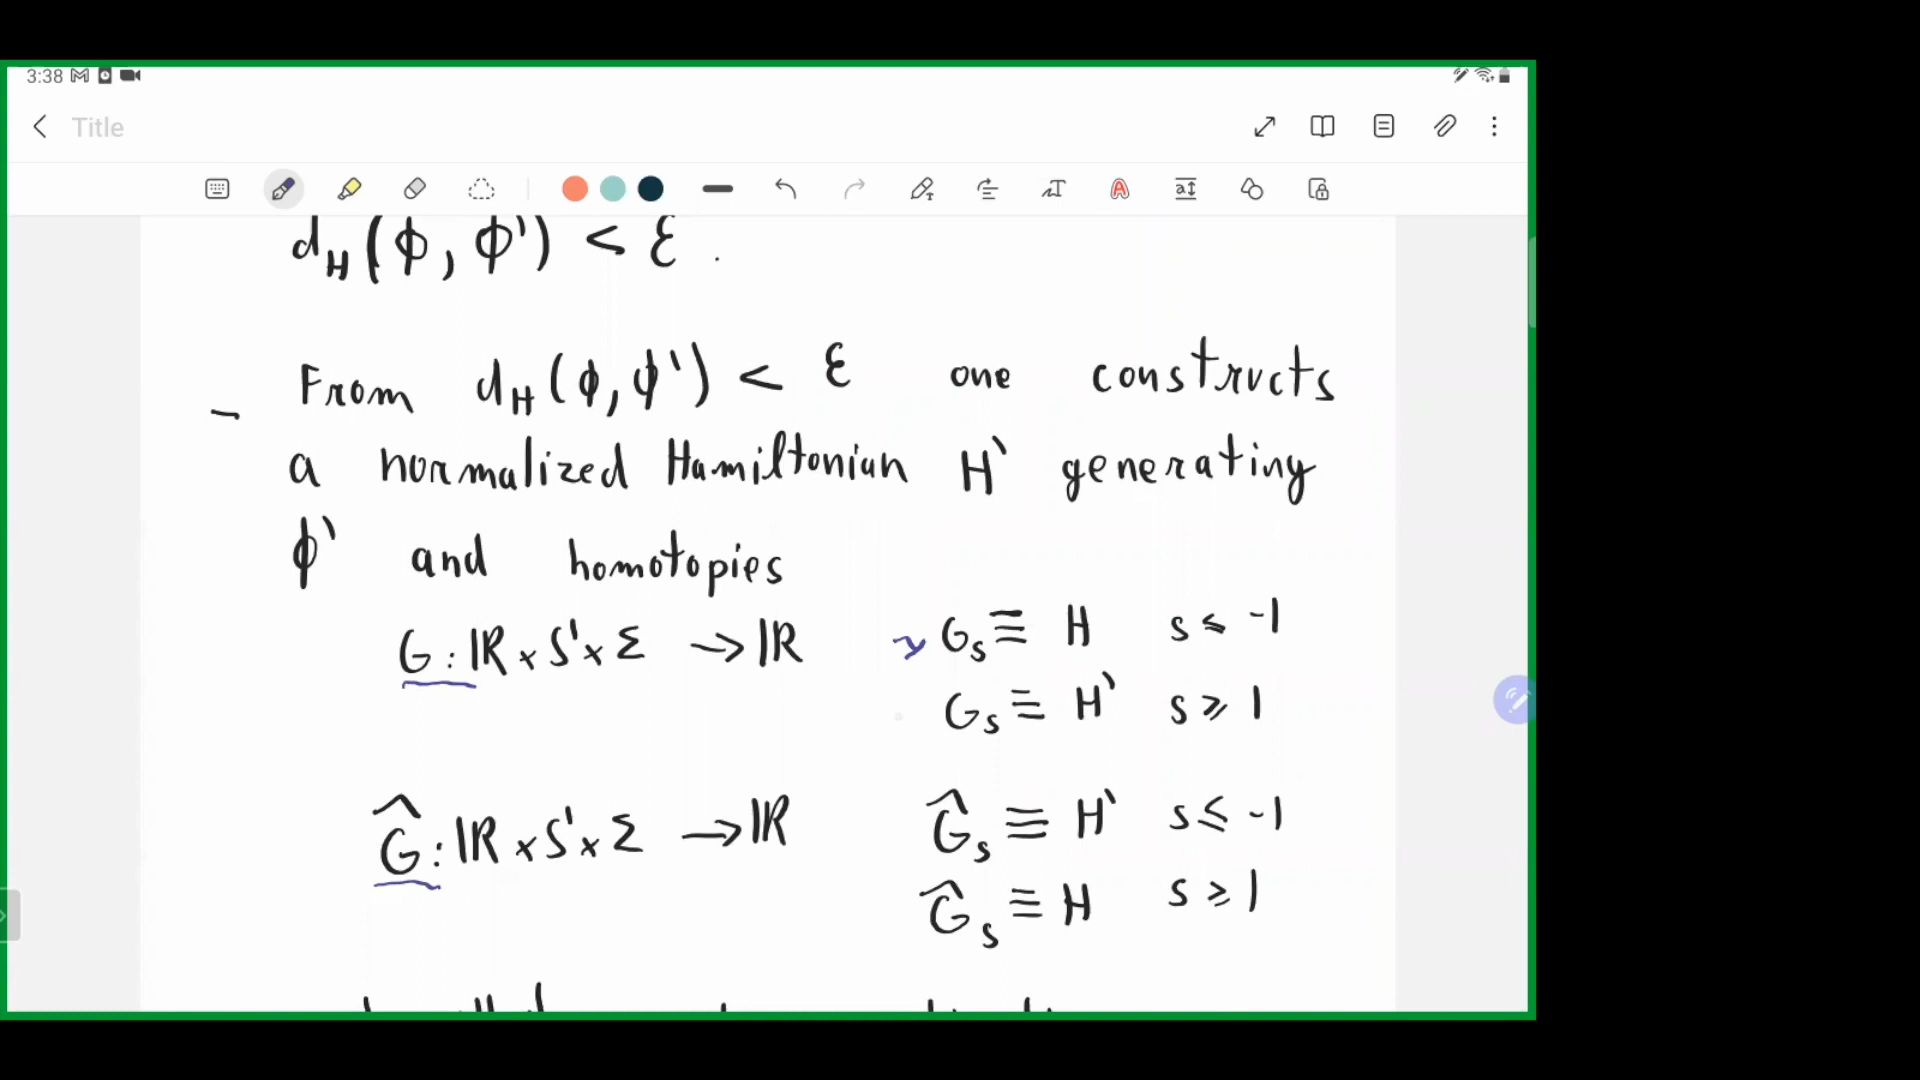 3:38
Title
d_H(ϕ, ϕ') < ε .
– From d_H(ϕ, ϕ') < ε one constructs
a normalized Hamiltonian H' generating
ϕ' and homotopies
G : ℝ × S¹ × Σ → ℝ G_s ≡ H s ≤ -1
G_s ≡ H' s ≥ 1
Ĝ : ℝ × S¹ × Σ → ℝ Ĝ_s ≡ H' s ≤ -1
Ĝ_s ≡ H s ≥ 1